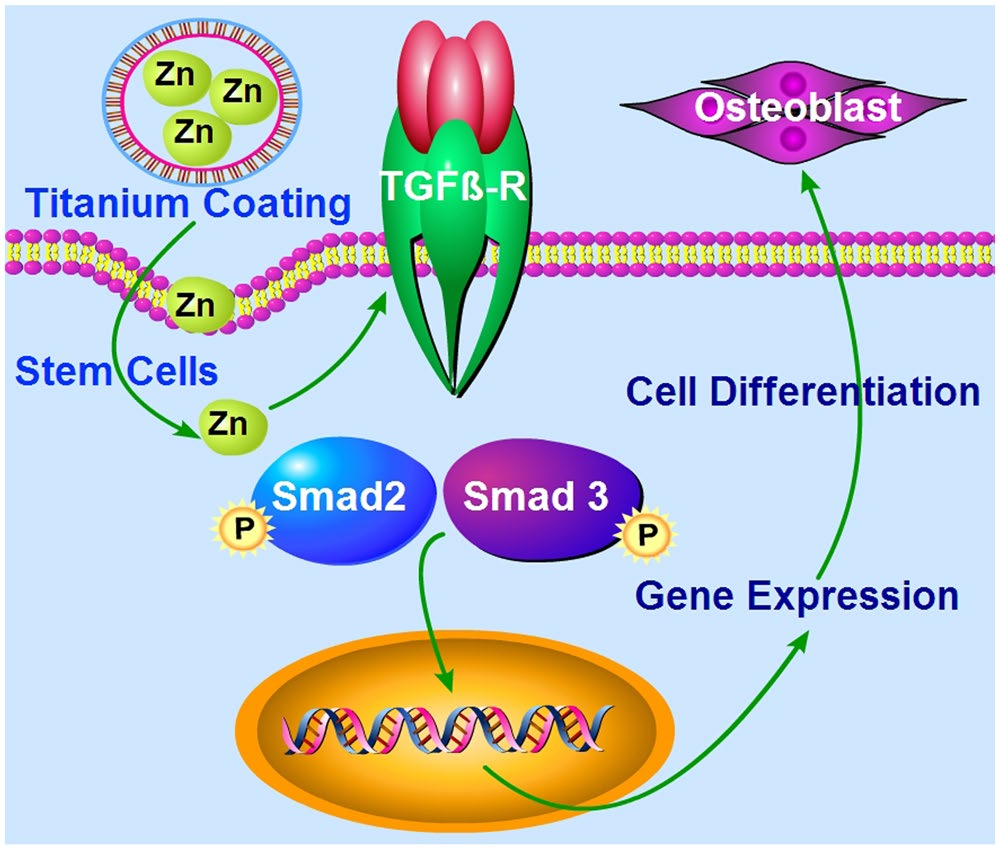 Zn
Zn
Zn
Titanium Coating
TGFß-R
Osteoblast
Zn
Stem Cells
Zn
Cell Differentiation
Smad2
Smad 3
P
P
Gene Expression